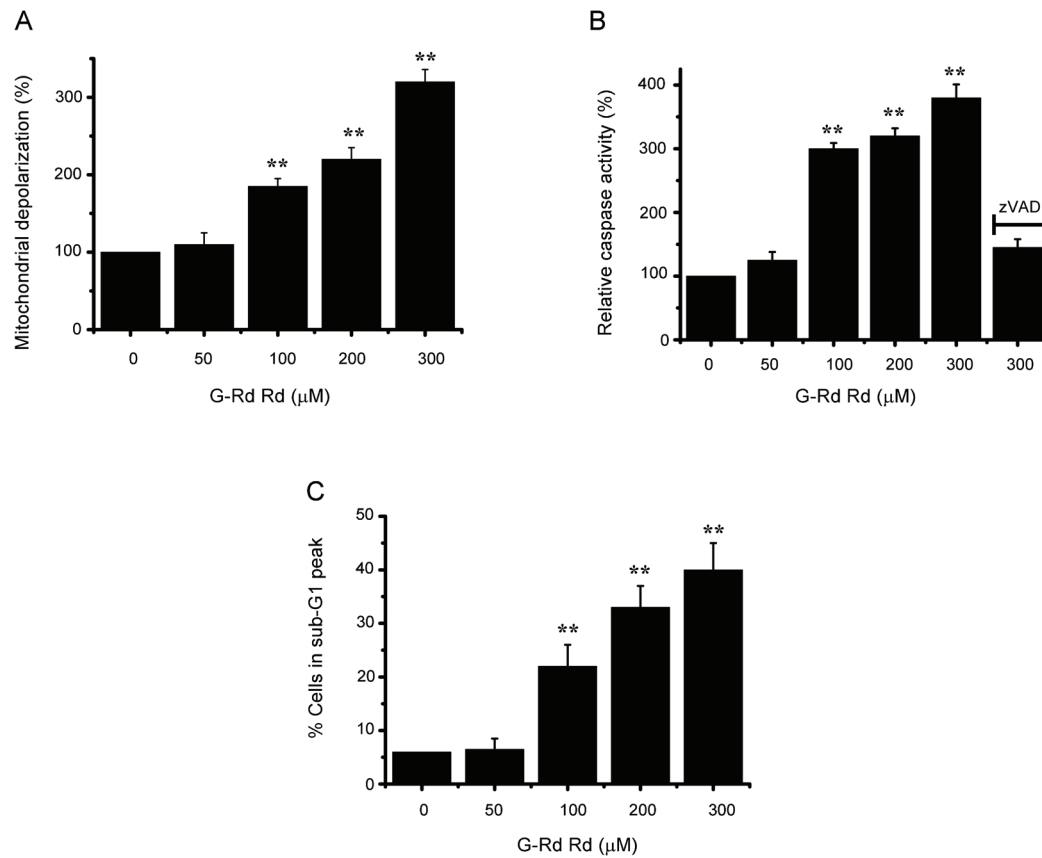 A
Mitochondrial depolarization (%)
300
200
100
0
** ** **
0 50 100 200 300
G-Rd Rd (μM)
B
Relative caspase activity (%)
400
300
200
100
0
** ** **
zVAD
0 50 100 200 300 300
G-Rd Rd (μM)
C
% Cells in sub-G1 peak
50
40
30
20
10
0
** ** **
0 50 100 200 300
G-Rd Rd (μM)